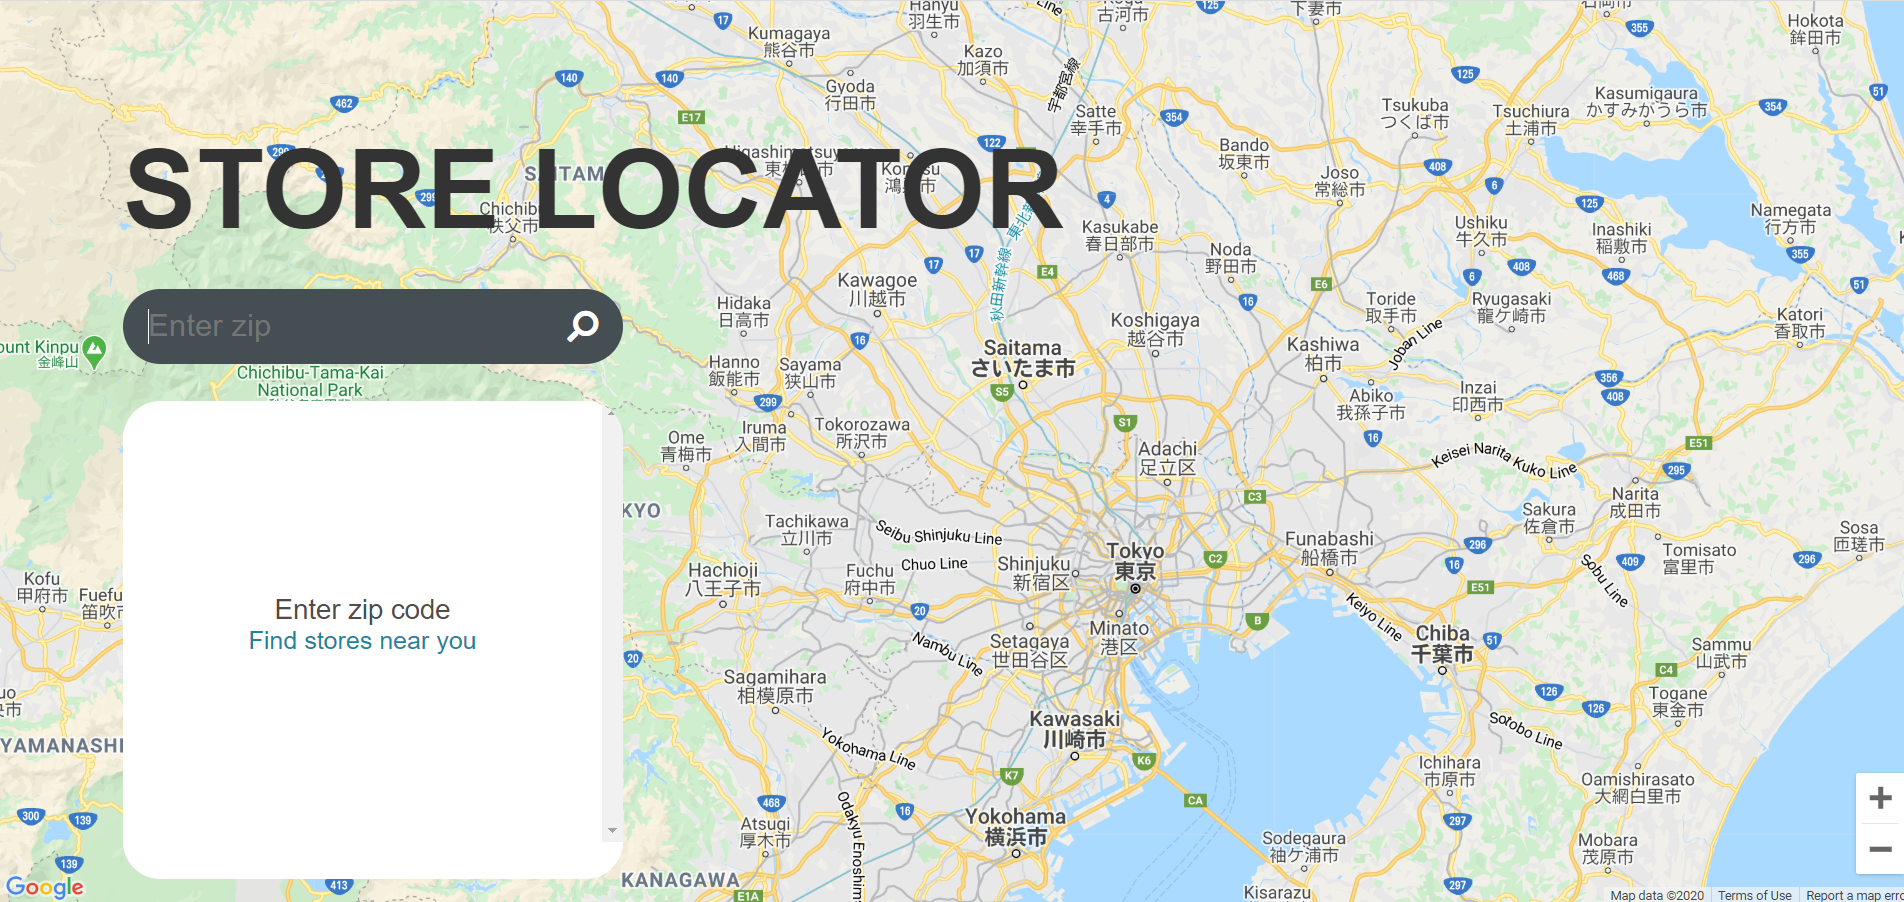 STORE LOCATOR
Enter zip
Enter zip code
Find stores near you
Hanyu
羽生市
古河市
下妻市
Hokota
鉾田市
Kumagaya
熊谷市
Kazo
加須市
Gyoda
行田市
宇都宮線
Satte
幸手市
Tsukuba
つくば市
Tsuchiura
土浦市
Kasumigaura
かすみがうら市
Bando
坂東市
Joso
常総市
Ushiku
牛久市
Inashiki
稲敷市
Namegata
行方市
Kasukabe
春日部市
Noda
野田市
Kawagoe
川越市
秋田新幹線
Hidaka
日高市
Koshigaya
越谷市
Toride
取手市
Ryugasaki
龍ケ崎市
Katori
香取市
Joban Line
Kashiwa
柏市
Saitama
さいたま市
ount Kinpu
金峰山
Chichibu-Tama-Kai
National Park
Hanno
飯能市
Sayama
狭山市
Abiko
我孫子市
Inzai
印西市
Iruma
入間市
Tokorozawa
所沢市
Ome
青梅市
Adachi
足立区
Keisei Narita Kuko Line
Narita
成田市
Sakura
佐倉市
Sosa
匝瑳市
KYO
Tachikawa
立川市
Seibu Shinjuku Line
Chuo Line
Shinjuku
新宿区
Tokyo
東京
Funabashi
船橋市
Tomisato
富里市
Sobu Line
Hachioji
八王子市
Fuchu
府中市
Kofu
甲府市
Fuefu
笛吹市
Keiyo Line
Setagaya
世田谷区
Minato
港区
Nambu Line
Chiba
千葉市
Sammu
山武市
Sagamihara
相模原市
Togane
東金市
Sotobo Line
Kawasaki
川崎市
Yokohama Line
YAMANASHI
Ichihara
市原市
Oamishirasato
大網白里市
Odakyu Enoshim
Atsugi
厚木市
Yokohama
横浜市
Sodegaura
袖ケ浦市
Mobara
茂原市
KANAGAWA
Kisarazu
Google
Map data ©2020
Terms of Use
Report a map erro